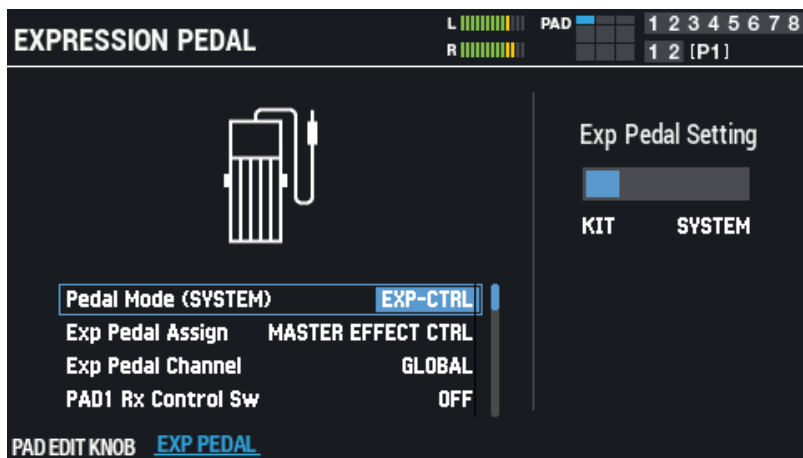 EXPRESSION PEDAL
L
R
PAD
1 2 3 4 5 6 7 8
1 2 [P1]
Exp Pedal Setting
KIT SYSTEM
Pedal Mode (SYSTEM) EXP-CTRL
Exp Pedal Assign MASTER EFFECT CTRL
Exp Pedal Channel GLOBAL
PAD1 Rx Control Sw OFF
PAD EDIT KNOB EXP PEDAL